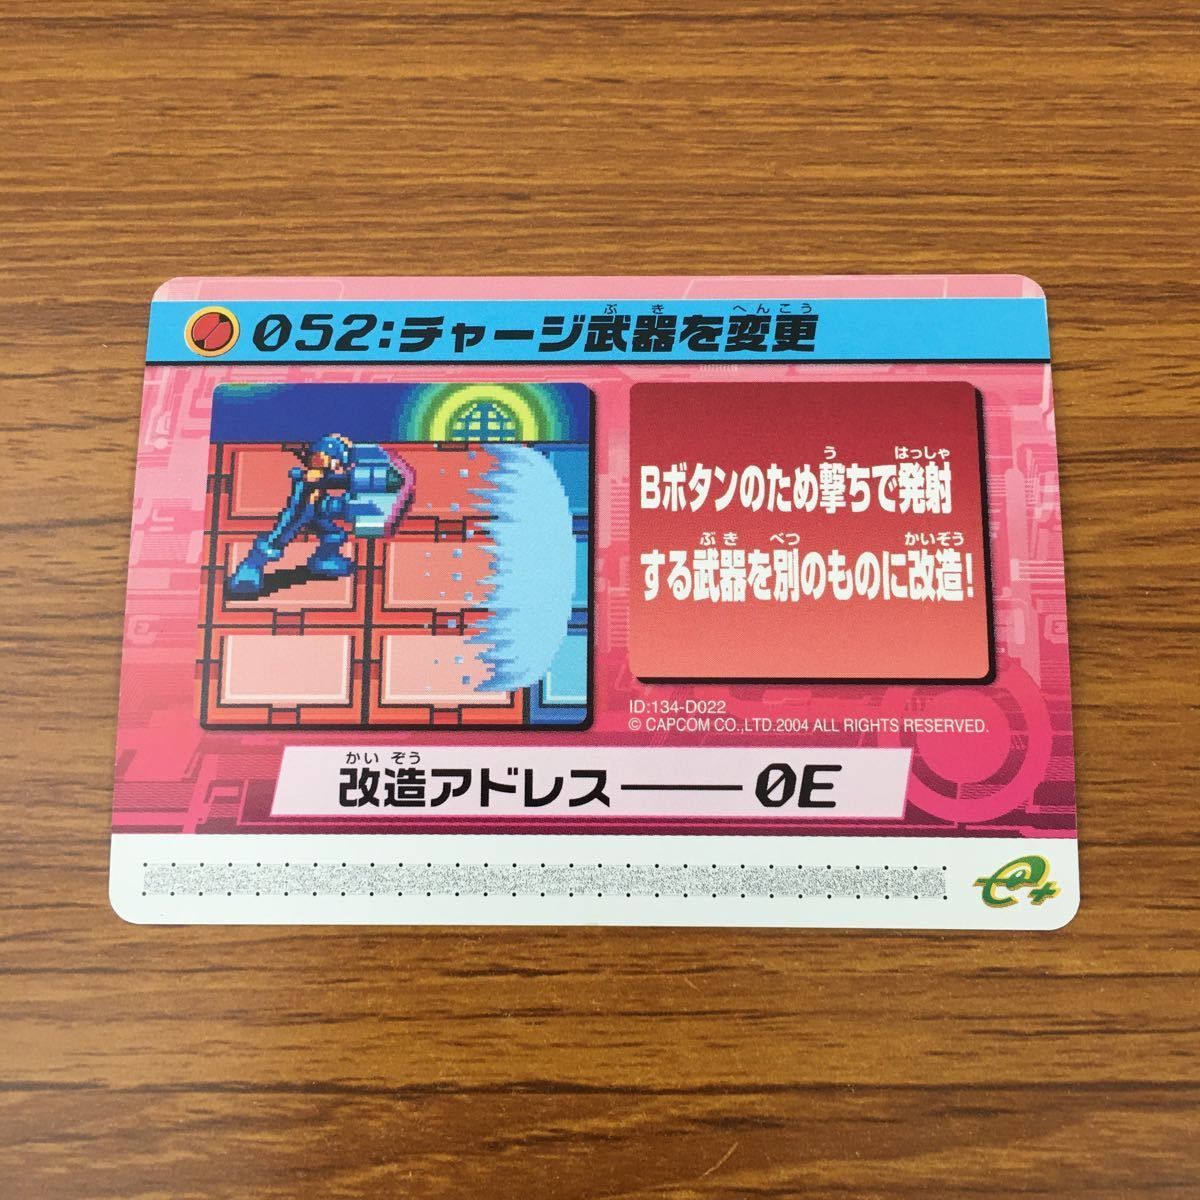 ぶき へんこう
052:チャージ武器を変更
う はっしゃ
Bボタンのため撃ちで発射
ぶき べつ かいぞう
する武器を別のものに改造!
ID:134-D022
© CAPCOM CO.,LTD.2004 ALL RIGHTS RESERVED.
かい ぞう
改造アドレス——0E
e+